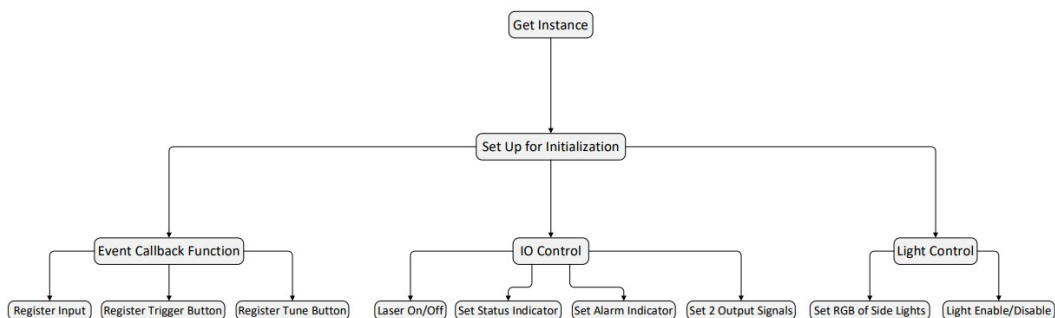 Get Instance
Set Up for Initialization
Event Callback Function
IO Control
Light Control
Register Input
Register Trigger Button
Register Tune Button
Laser On/Off
Set Status Indicator
Set Alarm Indicator
Set 2 Output Signals
Set RGB of Side Lights
Light Enable/Disable